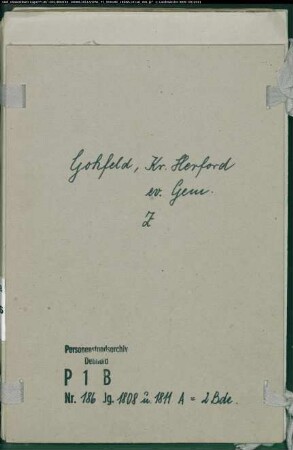 Gohfeld, Kr. Herford
ev. Gem.
Z
Personenstandsarchiv
Detmold
P 1 B
Nr. 186 Jg. 1808 u. 1811 A = 2 Bde.